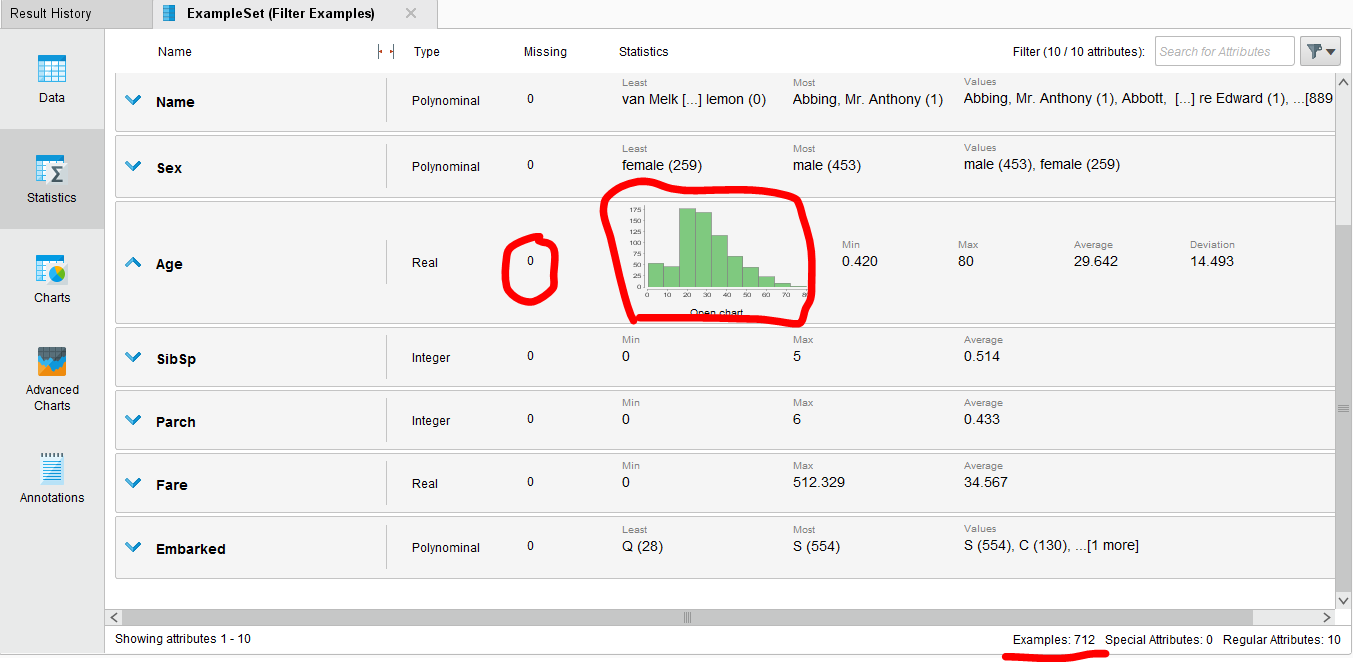 Result History
ExampleSet (Filter Examples)
Name Type Missing Statistics Filter (10 / 10 attributes): Search for Attributes
Data
Statistics
Charts
Advanced
Charts
Annotations
Least Most Values
Name Polynominal 0 van Melk [...] lemon (0) Abbing, Mr. Anthony (1) Abbing, Mr. Anthony (1), Abbott, [...] re Edward (1), ...[889
Least Most Values
Sex Polynominal 0 female (259) male (453) male (453), female (259)
175
150
125
100
75
50
25
0
0 10 20 30 40 50 60 70
Open chart
Min Max Average Deviation
Age Real 0 0.420 80 29.642 14.493
Min Max Average
SibSp Integer 0 0 5 0.514
Min Max Average
Parch Integer 0 0 6 0.433
Min Max Average
Fare Real 0 0 512.329 34.567
Least Most Values
Embarked Polynominal 0 Q (28) S (554) S (554), C (130), ...[1 more]
Showing attributes 1 - 10 Examples: 712 Special Attributes: 0 Regular Attributes: 10